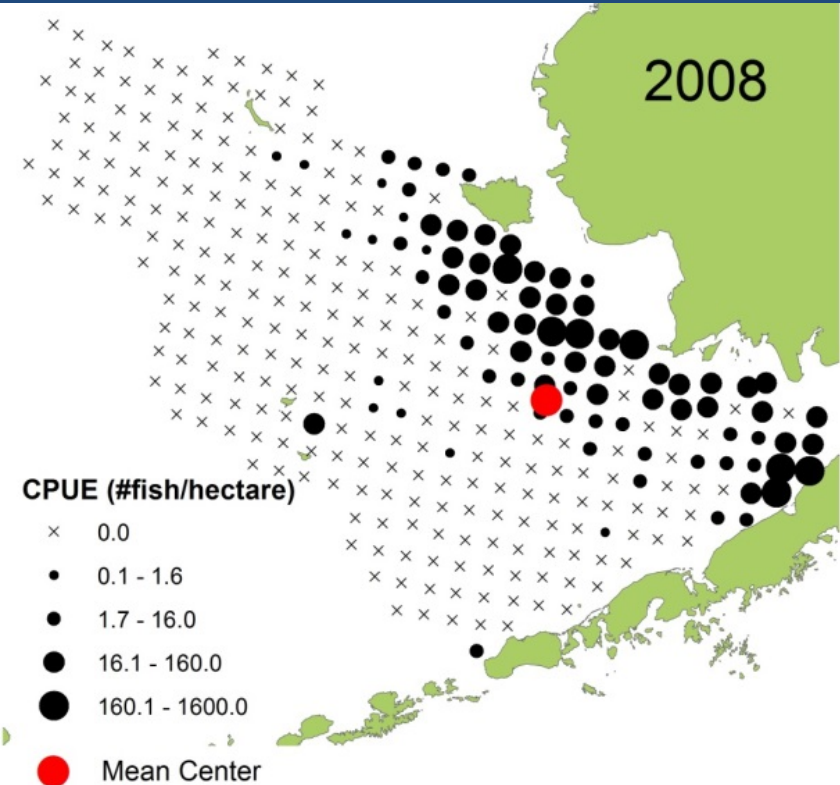 2008
CPUE (#fish/hectare)
0.0
0.1 - 1.6
1.7 - 16.0
16.1 - 160.0
160.1 - 1600.0
Mean Center